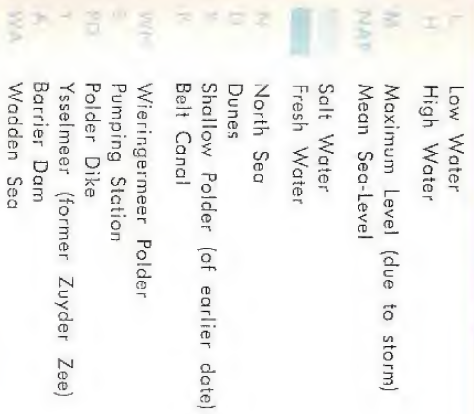 L Low Water
H High Water
M Maximum Level (due to storm)
NAP Mean Sea-Level
Salt Water
Fresh Water
N North Sea
D Dunes
Shallow Polder (of earlier date)
Belt Canal
Wieringermeer Polder
Pumping Station
PD Polder Dike
Ysselmeer (former Zuyder Zee)
A Barrier Dam
WA Wadden Sea